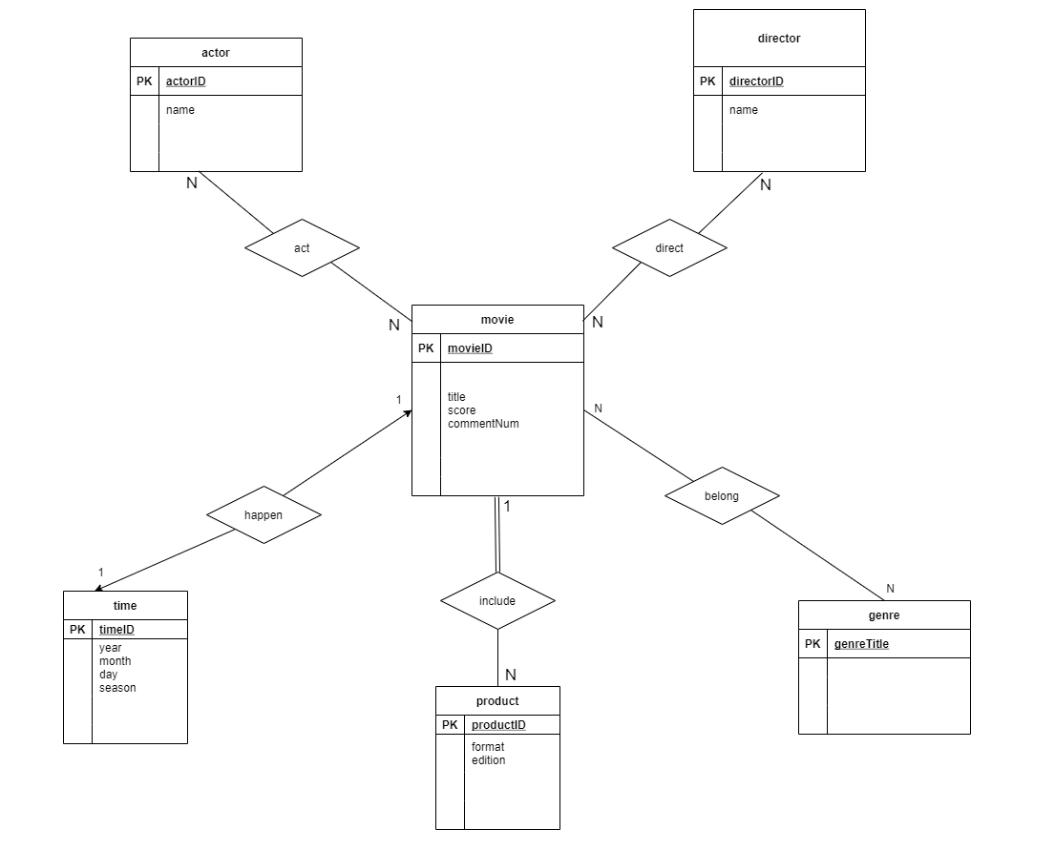 actor
PK actorID
name
director
PK directorID
name
N
N
act
direct
N
N
movie
PK movieID
title
score
commentNum
1
N
happen
belong
1
include
1
N
N
time
PK timeID
year
month
day
season
product
PK productID
format
edition
genre
PK genreTitle